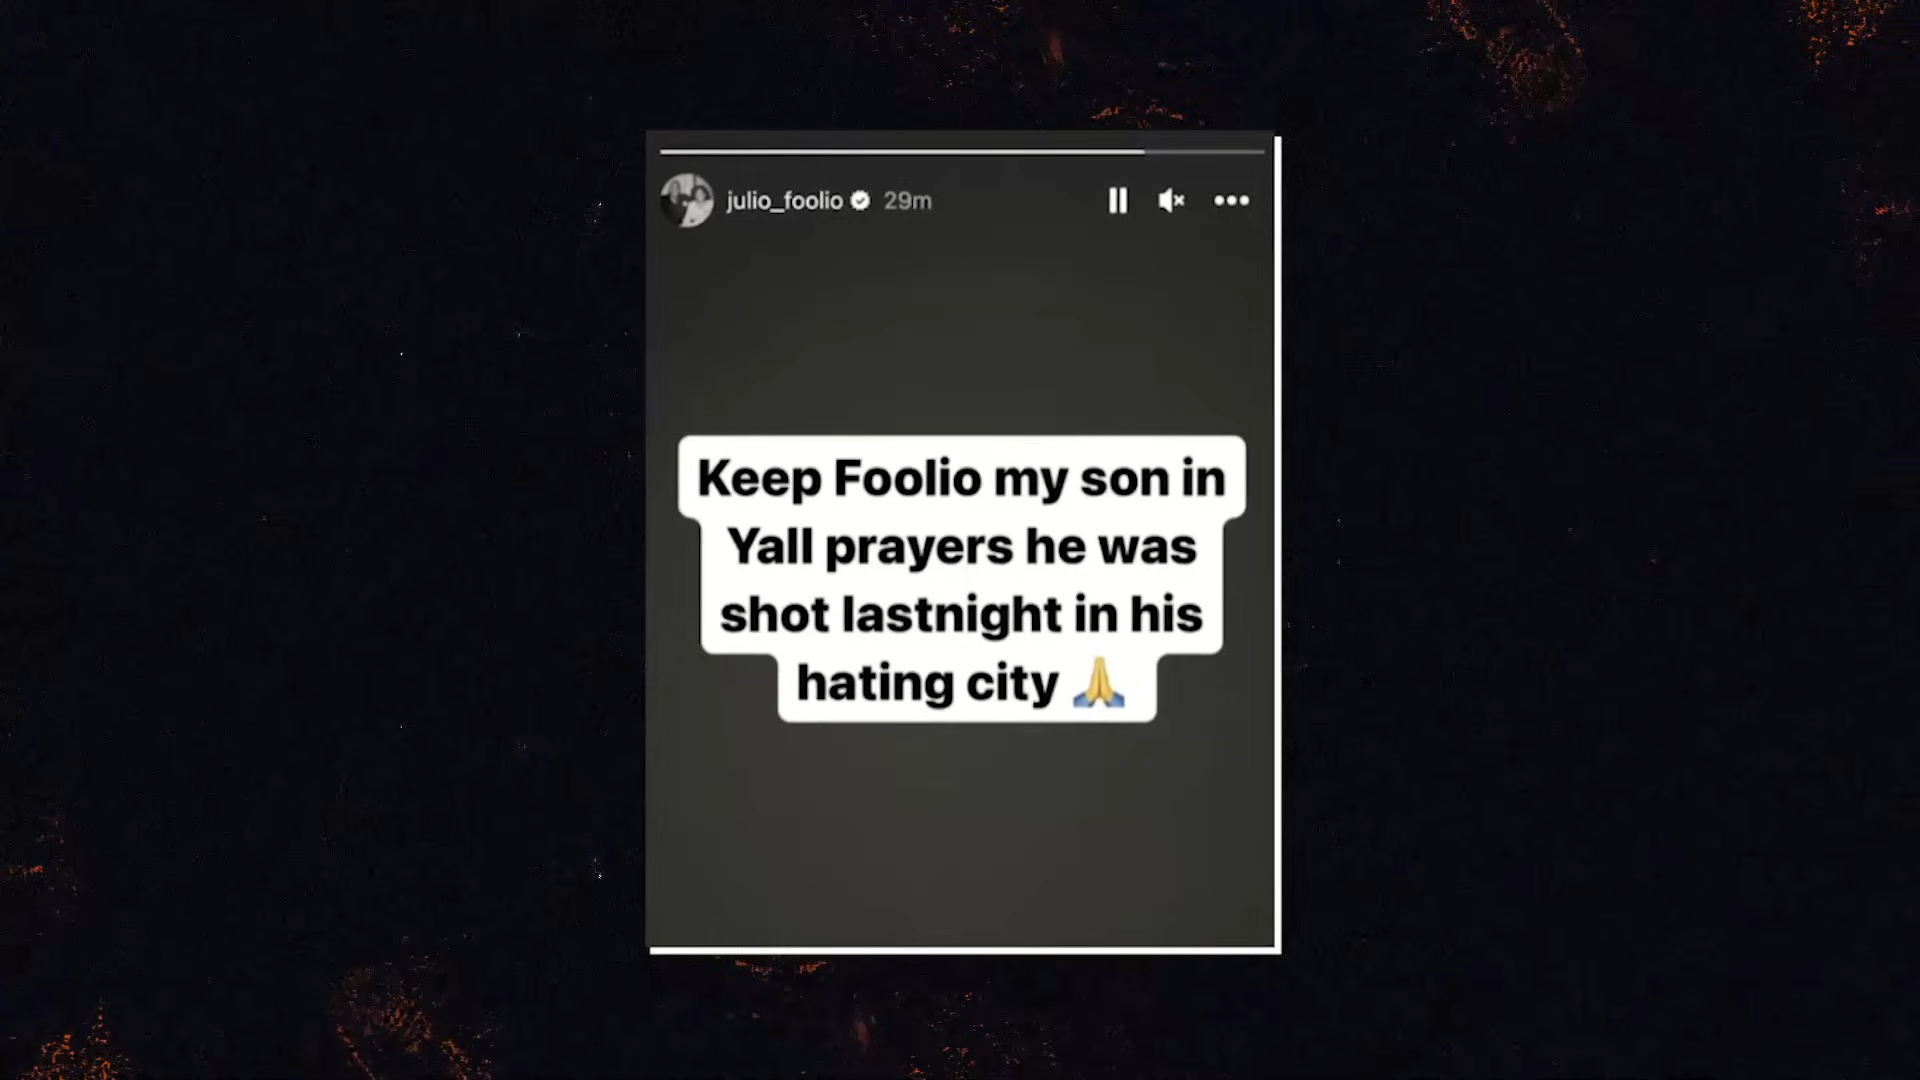 julio_foolio 29m
Keep Foolio my son in
Yall prayers he was
shot lastnight in his
hating city 🙏